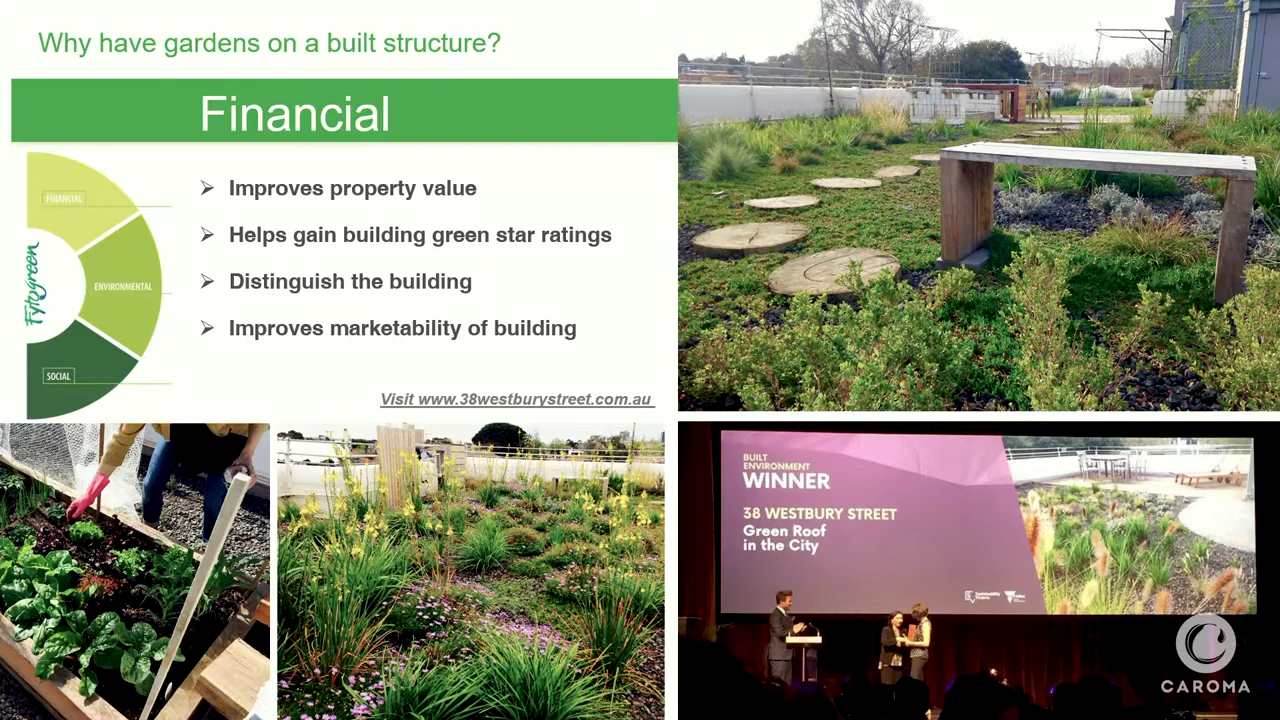 Why have gardens on a built structure?
Financial
FINANCIAL
Fytogreen
ENVIRONMENTAL
SOCIAL
➢ Improves property value
➢ Helps gain building green star ratings
➢ Distinguish the building
➢ Improves marketability of building
Visit www.38westburystreet.com.au
BUILT
ENVIRONMENT
WINNER
38 WESTBURY STREET
Green Roof
in the City
Sustainability
Victoria
CAROMA